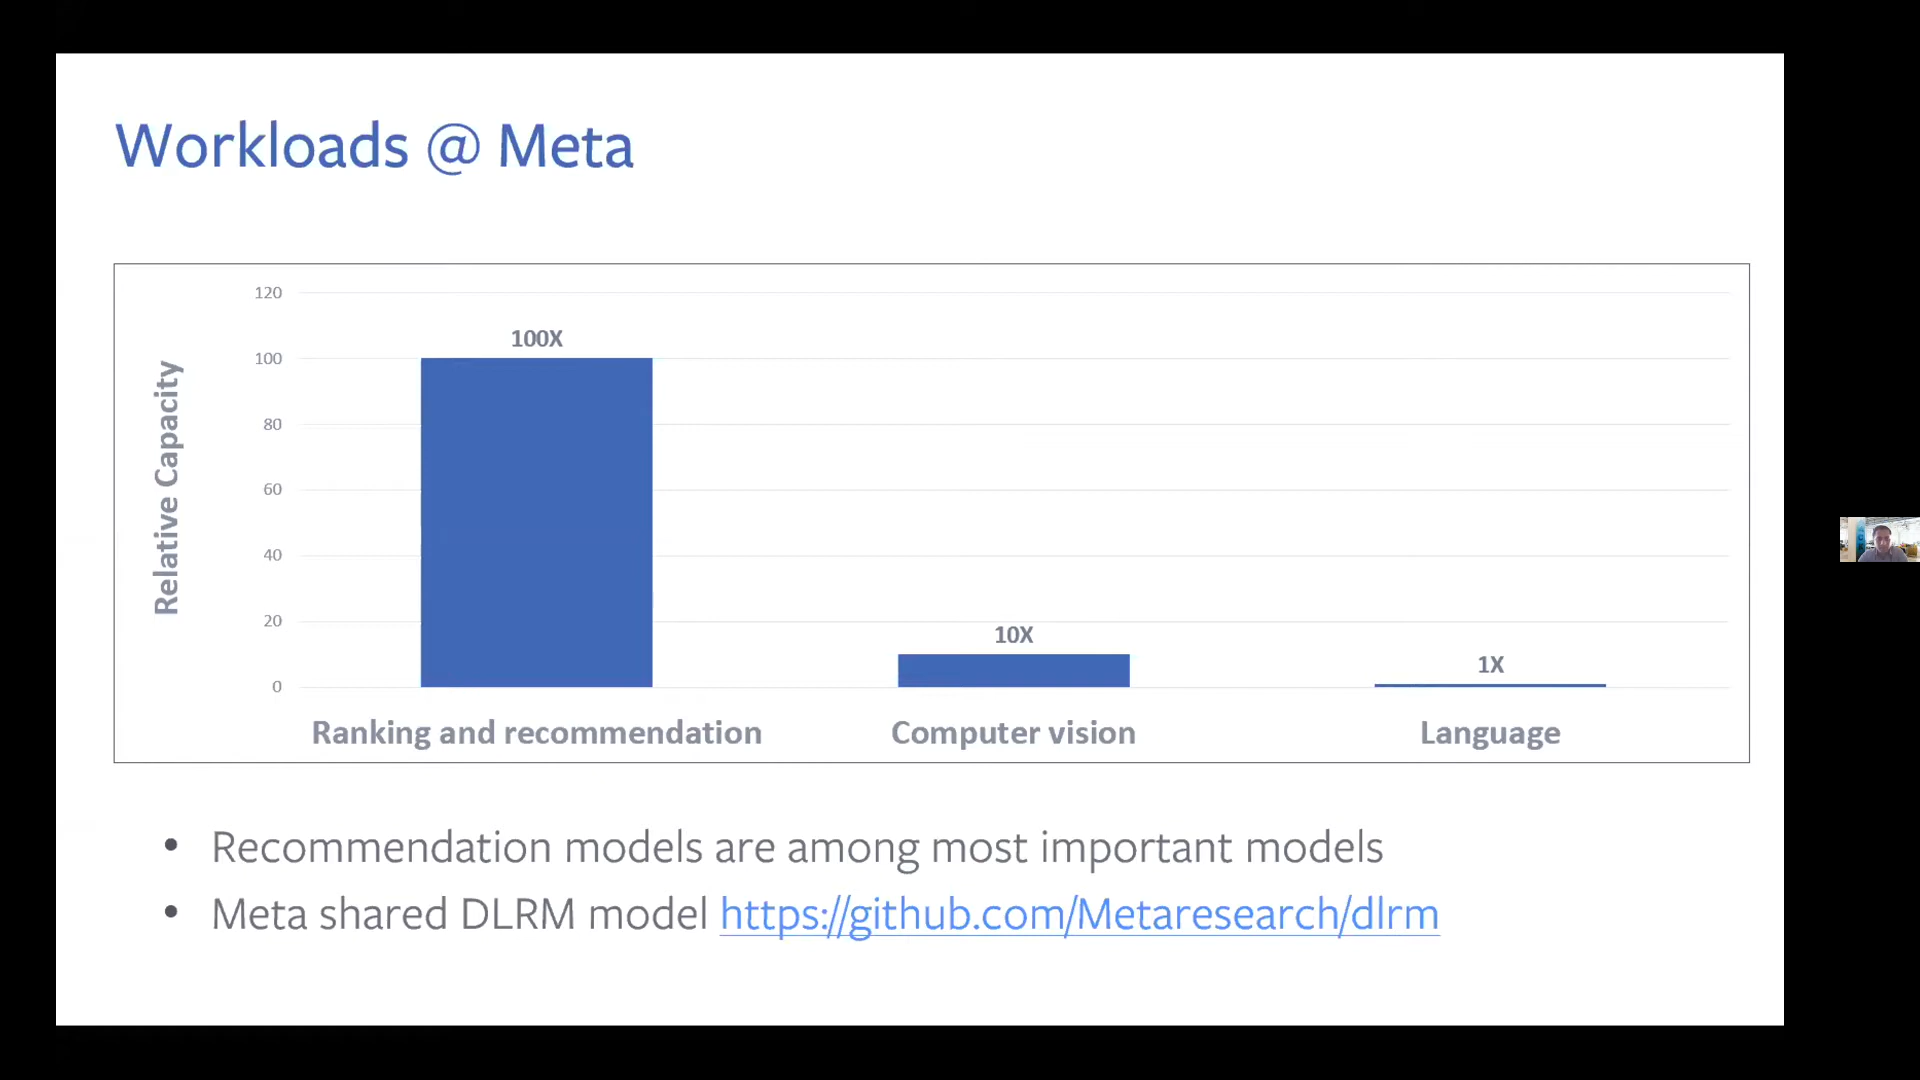 Workloads @ Meta
120
100X
100
80
60
40
20
10X
1X
0
Relative Capacity
Ranking and recommendation
Computer vision
Language
• Recommendation models are among most important models
• Meta shared DLRM model https://github.com/Metaresearch/dlrm